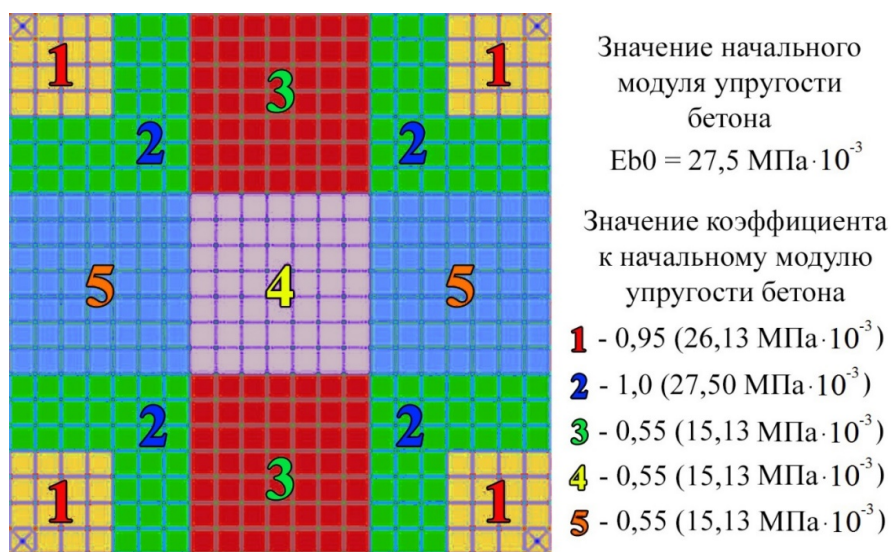 1
3
1
2
2
5
4
5
2
2
1
3
1
Значение начального
модуля упругости
бетона
Eb0 = 27,5 МПа·10⁻³
Значение коэффициента
к начальному модулю
упругости бетона
1 - 0,95 (26,13 МПа·10⁻³)
2 - 1,0 (27,50 МПа·10⁻³)
3 - 0,55 (15,13 МПа·10⁻³)
4 - 0,55 (15,13 МПа·10⁻³)
5 - 0,55 (15,13 МПа·10⁻³)